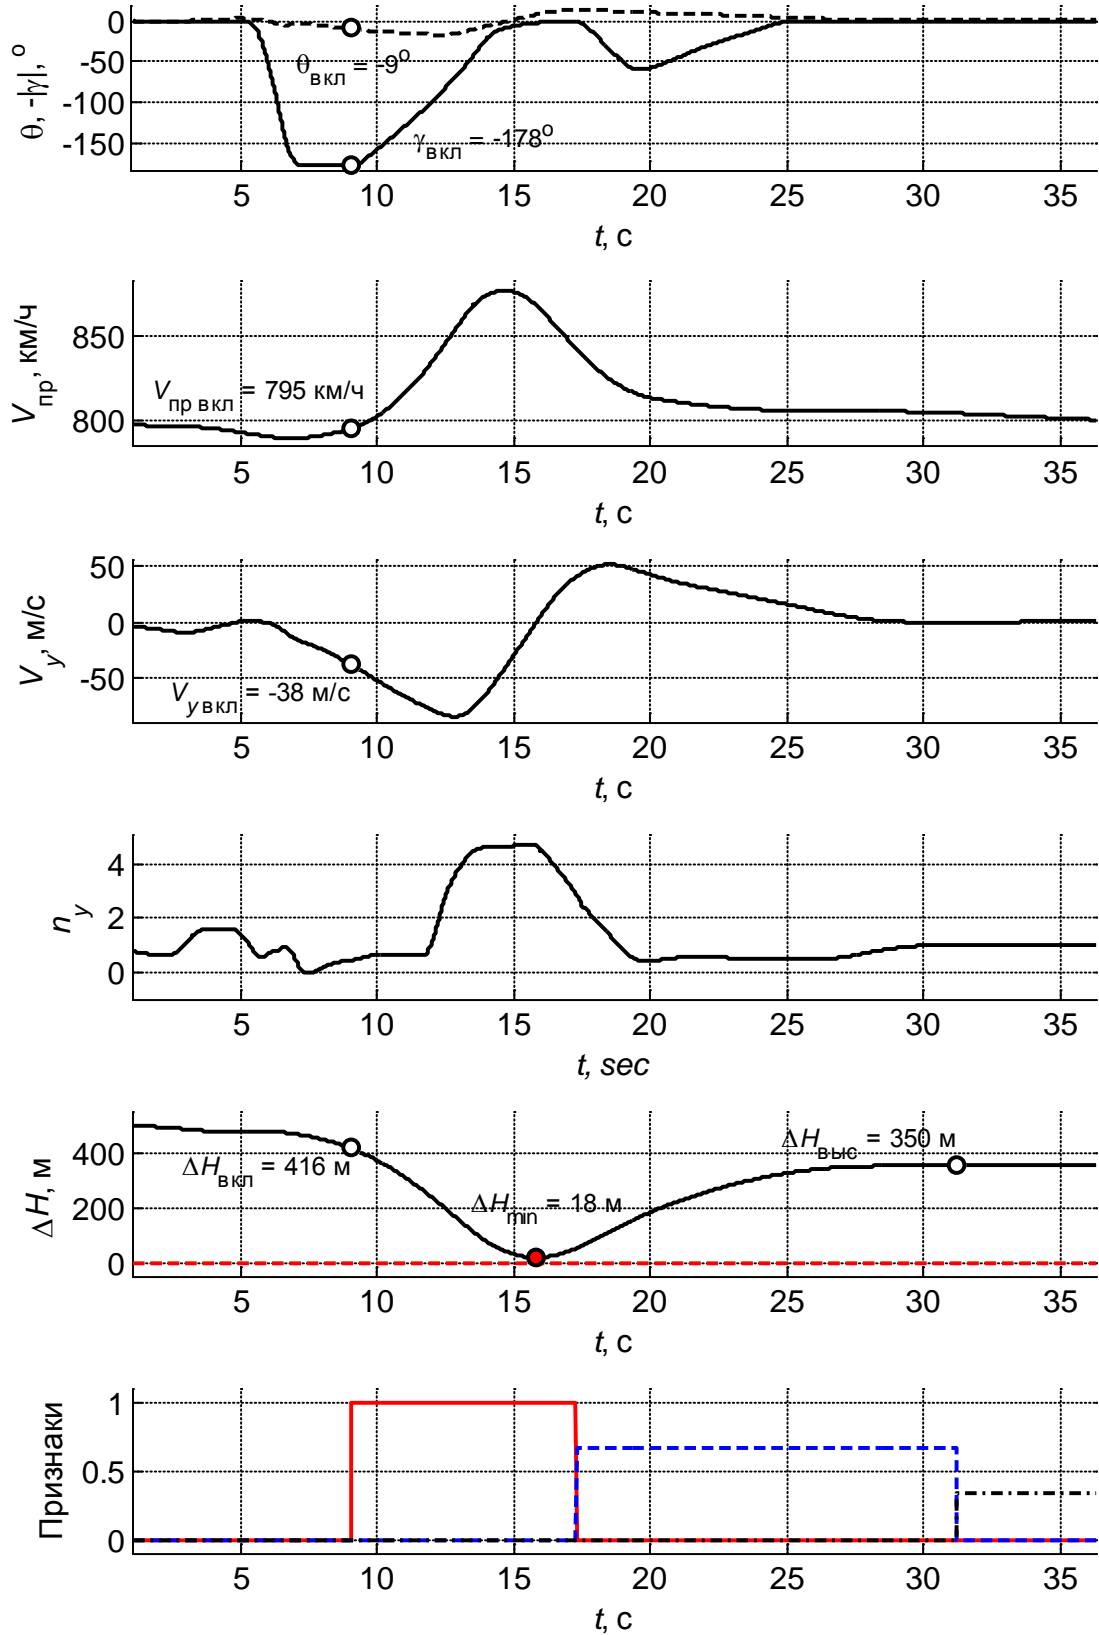 θ, -|γ|, °
0
-50
-100
-150
θвкл = -9°
γвкл = -178°
5 10 15 20 25 30 35
t, с
Vпр, км/ч
850
800
Vпр вкл = 795 км/ч
5 10 15 20 25 30 35
t, с
Vy, м/с
50
0
-50
Vy вкл = -38 м/с
5 10 15 20 25 30 35
t, с
ny
4
2
0
5 10 15 20 25 30 35
t, sec
ΔH, м
400
200
0
ΔHвкл = 416 м
ΔHmin = 18 м
ΔHвыс = 350 м
5 10 15 20 25 30 35
t, с
Признаки
1
0.5
0
5 10 15 20 25 30 35
t, с